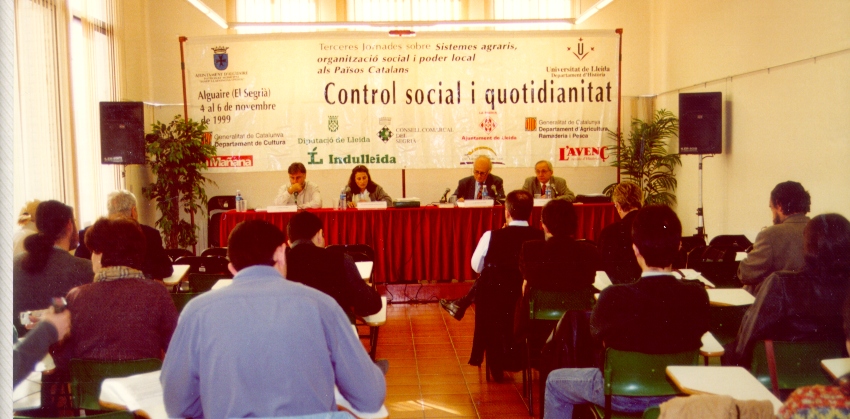 Terceres Jornades sobre Sistemes agraris,
organització social i poder local
als Països Catalans
AJUNTAMENT D'ALGUAIRE
Universitat de Lleida
Departament d'Història
Alguaire (El Segrià)
4 al 6 de novembre
de 1999
Control social i quotidianitat
Generalitat de Catalunya
Departament de Cultura
Diputació de Lleida
CONSELL COMARCAL
DEL
SEGRIÀ
Ajuntament de Lleida
Generalitat de Catalunya
Departament d'Agricultura
Ramaderia i Pesca
Mañana
Indulleida
L'AVENÇ